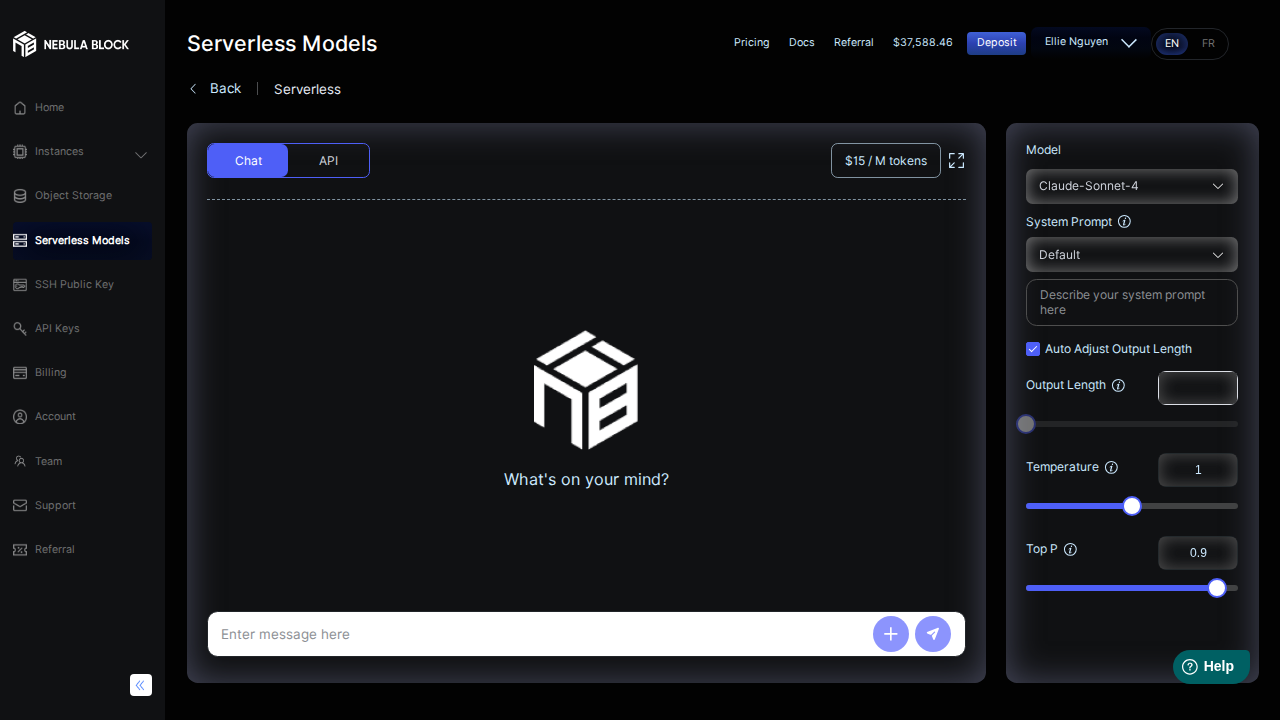 NEBULA BLOCK
Home
Instances
Object Storage
Serverless Models
SSH Public Key
API Keys
Billing
Account
Team
Support
Referral
Serverless Models
Pricing
Docs
Referral
$37,588.46
Deposit
Ellie Nguyen
EN
FR
Back
Serverless
Chat
API
$15 / M tokens
What's on your mind?
Enter message here
Model
Claude-Sonnet-4
System Prompt
Default
Describe your system prompt
here
Auto Adjust Output Length
Output Length
Temperature
1
Top P
0.9
Help